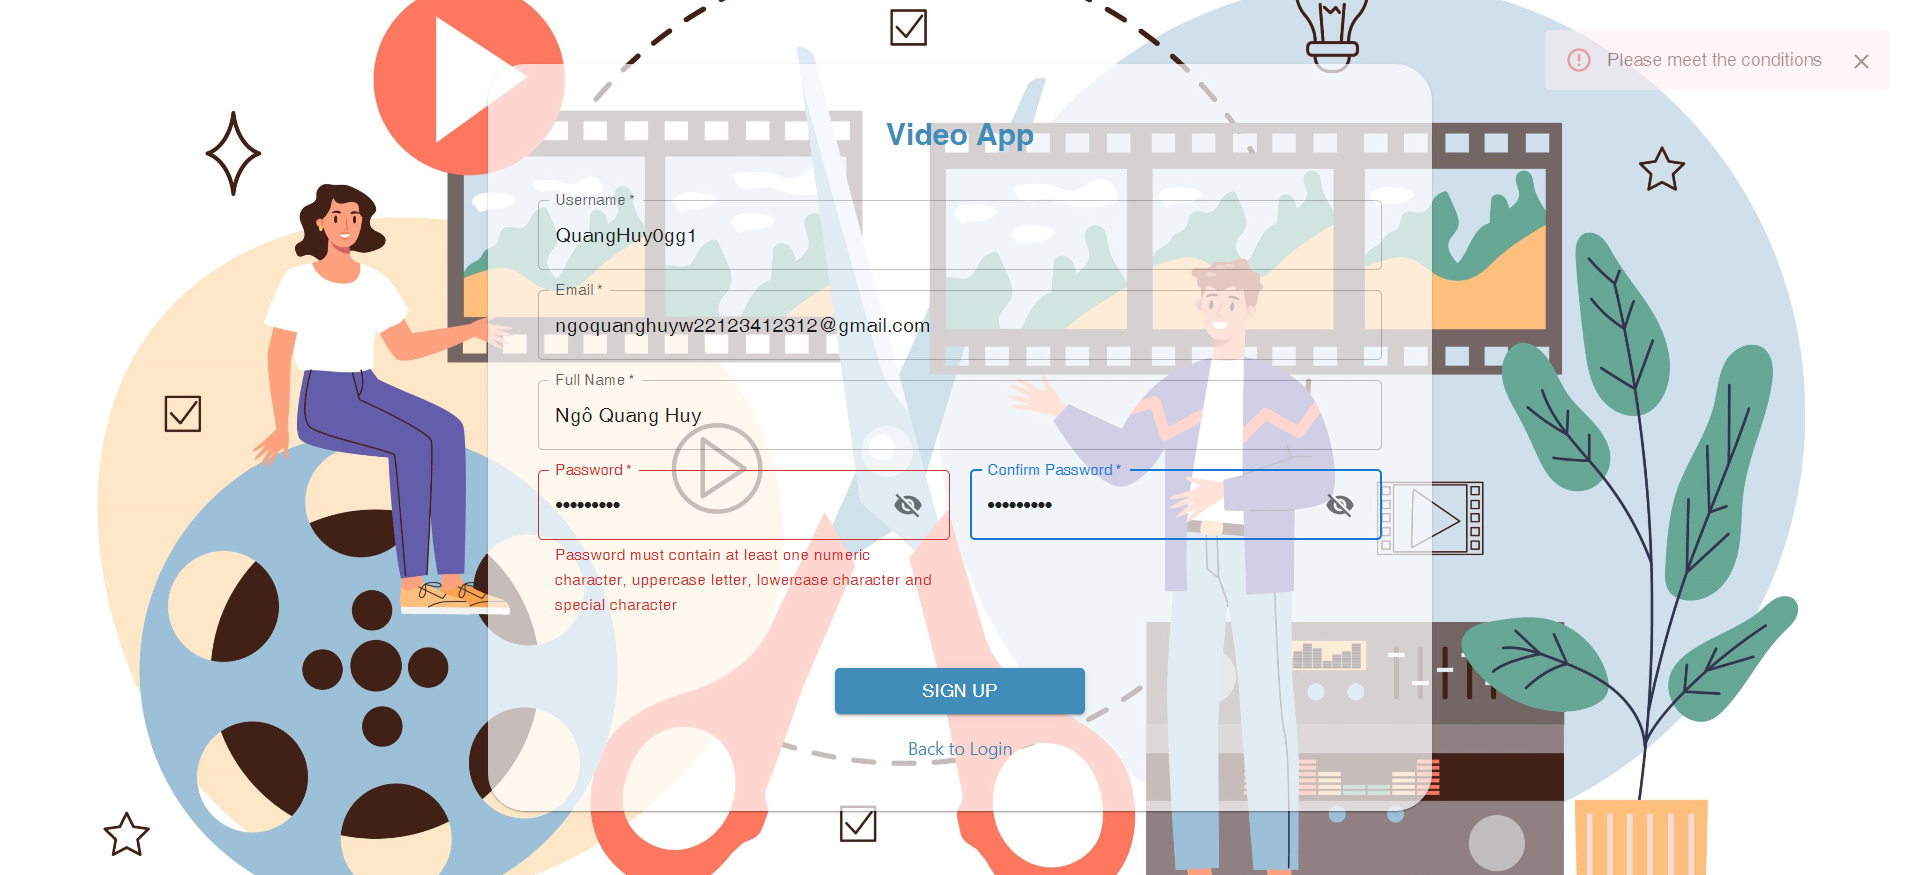 Please meet the conditions
Video App
Username *
QuangHuy0gg1
Email *
ngoquanghuyw22123412312@gmail.com
Full Name *
Ngô Quang Huy
Password *
•••••••••
Confirm Password *
•••••••••
Password must contain at least one numeric
character, uppercase letter, lowercase character and
special character
SIGN UP
Back to Login